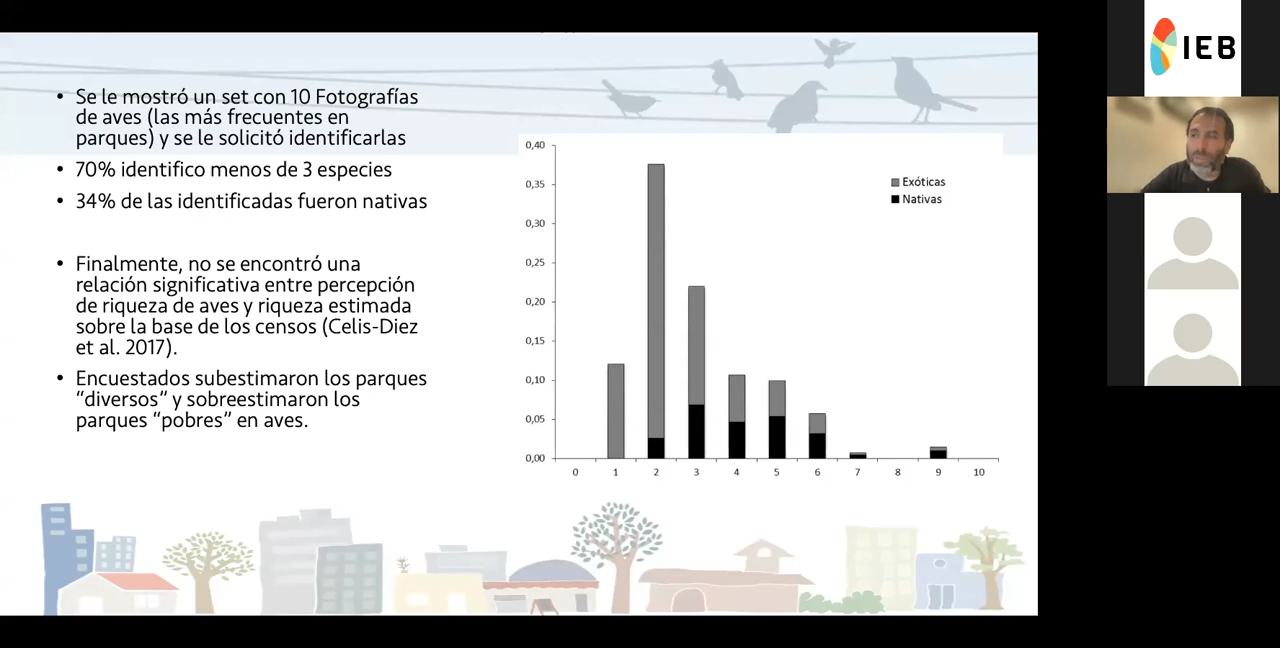 • Se le mostró un set con 10 Fotografías
de aves (las más frecuentes en
parques) y se le solicitó identificarlas
• 70% identifico menos de 3 especies
• 34% de las identificadas fueron nativas
• Finalmente, no se encontró una
relación significativa entre percepción
de riqueza de aves y riqueza estimada
sobre la base de los censos (Celis-Diez
et al. 2017).
• Encuestados subestimaron los parques
“diversos” y sobreestimaron los
parques “pobres” en aves.
0,40
0,35
0,30
0,25
0,20
0,15
0,10
0,05
0,00
0 1 2 3 4 5 6 7 8 9 10
Exóticas
Nativas
IEB